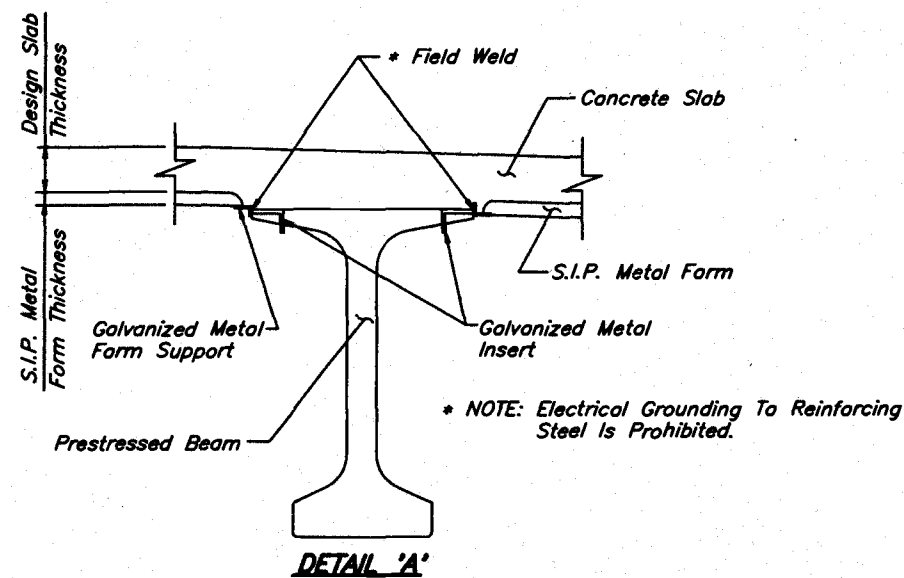 Design Slab
Thickness
* Field Weld
Concrete Slab
S.I.P. Metal
Form Thickness
S.I.P. Metal Form
Galvanized Metal
Form Support
Galvanized Metal
Insert
* NOTE: Electrical Grounding To Reinforcing
Steel Is Prohibited.
Prestressed Beam
DETAIL 'A'